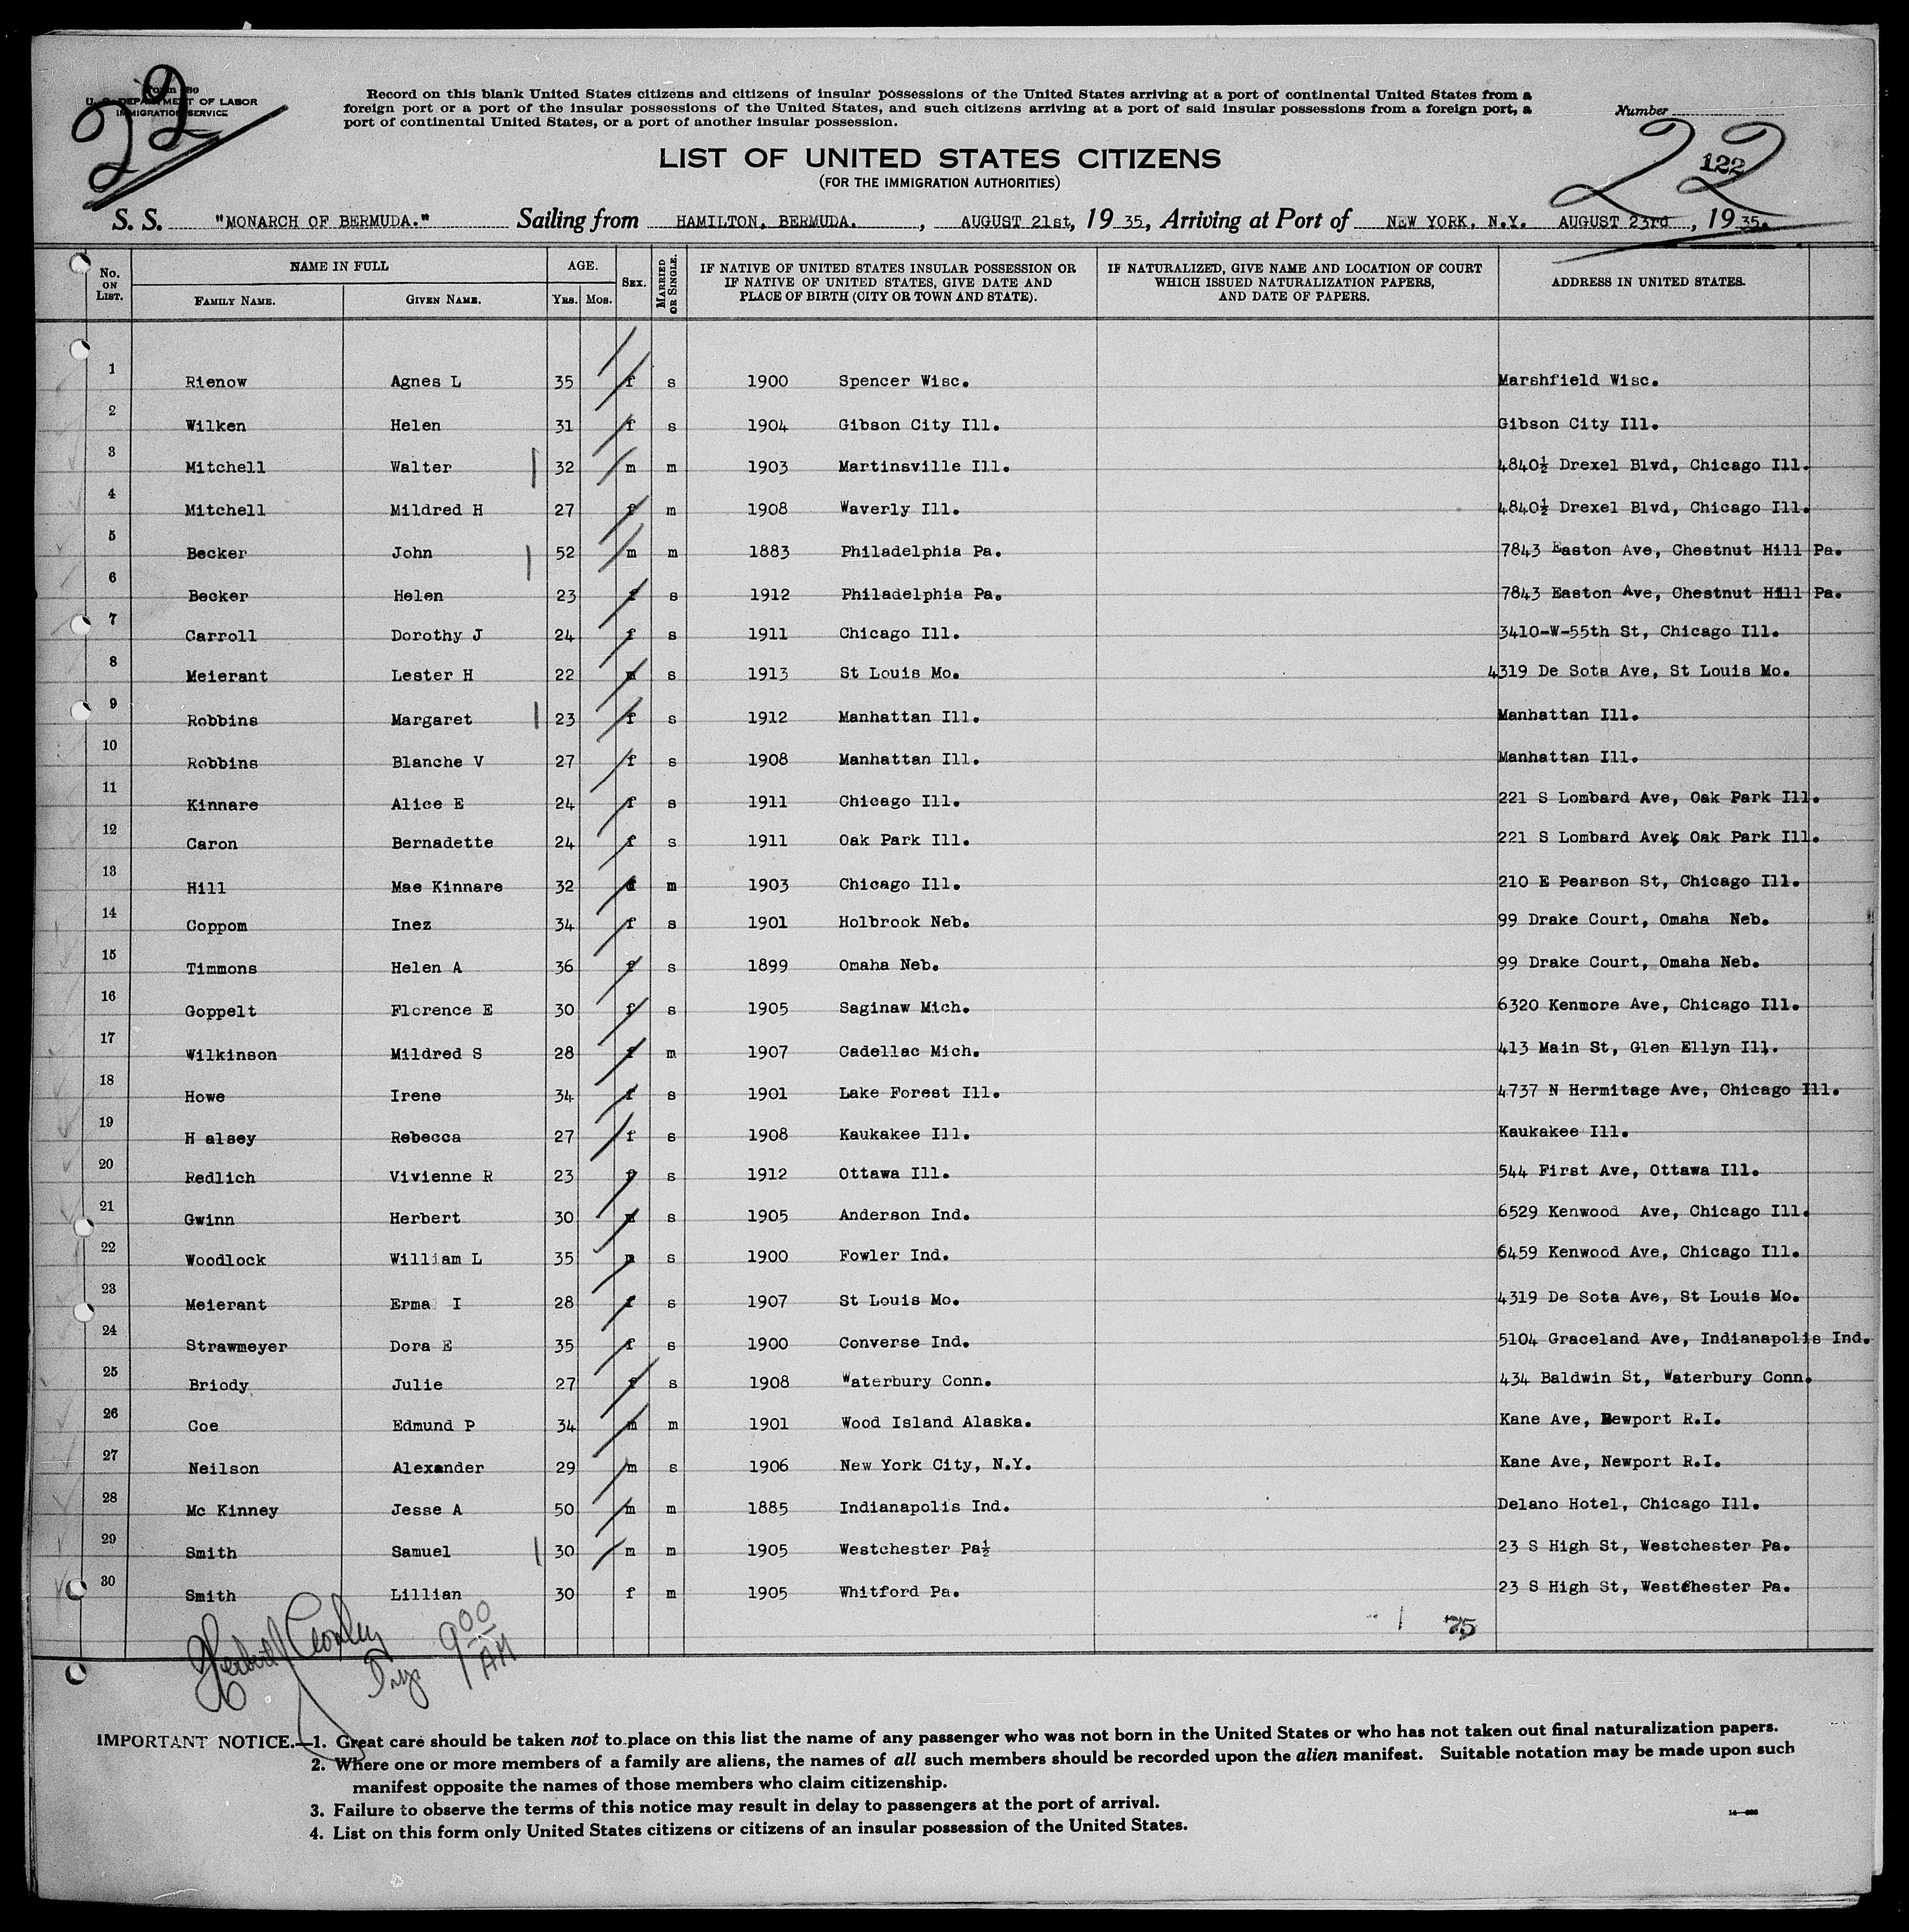 22
Form 630
U. S. DEPARTMENT OF LABOR
IMMIGRATION SERVICE
Record on this blank United States citizens and citizens of insular possessions of the United States arriving at a port of continental United States from a
foreign port or a port of the insular possessions of the United States, and such citizens arriving at a port of said insular possessions from a foreign port, a
port of continental United States, or a port of another insular possession.
Number
22
122
LIST OF UNITED STATES CITIZENS
(FOR THE IMMIGRATION AUTHORITIES)
S. S. "MONARCH OF BERMUDA." Sailing from HAMILTON, BERMUDA. , AUGUST 21st, 19 35, Arriving at Port of NEW YORK, N.Y. AUGUST 23rd , 19 35.
No. ON LIST. NAME IN FULL FAMILY NAME. GIVEN NAME. AGE. YRS. MOS. SEX. MARRIED OR SINGLE. IF NATIVE OF UNITED STATES INSULAR POSSESSION OR IF NATIVE OF UNITED STATES, GIVE DATE AND PLACE OF BIRTH (CITY OR TOWN AND STATE). IF NATURALIZED, GIVE NAME AND LOCATION OF COURT WHICH ISSUED NATURALIZATION PAPERS, AND DATE OF PAPERS. ADDRESS IN UNITED STATES.
1 Rienow Agnes L 35 f s 1900 Spencer Wisc. Marshfield Wisc.
2 Wilken Helen 31 f s 1904 Gibson City Ill. Gibson City Ill.
3 Mitchell Walter 32 m m 1903 Martinsville Ill. 4840½ Drexel Blvd, Chicago Ill.
4 Mitchell Mildred H 27 f m 1908 Waverly Ill. 4840½ Drexel Blvd, Chicago Ill.
5 Becker John 52 m m 1883 Philadelphia Pa. 7843 Easton Ave, Chestnut Hill Pa.
6 Becker Helen 23 f s 1912 Philadelphia Pa. 7843 Easton Ave, Chestnut Hill Pa.
7 Carroll Dorothy J 24 f s 1911 Chicago Ill. 3410-W-55th St, Chicago Ill.
8 Meierant Lester H 22 m s 1913 St Louis Mo. 4319 De Sota Ave, St Louis Mo.
9 Robbins Margaret 23 f s 1912 Manhattan Ill. Manhattan Ill.
10 Robbins Blanche V 27 f s 1908 Manhattan Ill. Manhattan Ill.
11 Kinnare Alice E 24 f s 1911 Chicago Ill. 221 S Lombard Ave, Oak Park Ill.
12 Caron Bernadette 24 f s 1911 Oak Park Ill. 221 S Lombard Ave, Oak Park Ill.
13 Hill Mae Kinnare 32 f m 1903 Chicago Ill. 210 E Pearson St, Chicago Ill.
14 Coppom Inez 34 f s 1901 Holbrook Neb. 99 Drake Court, Omaha Neb.
15 Timmons Helen A 36 f s 1899 Omaha Neb. 99 Drake Court, Omaha Neb.
16 Goppelt Florence E 30 f s 1905 Saginaw Mich. 6320 Kenmore Ave, Chicago Ill.
17 Wilkinson Mildred S 28 f m 1907 Cadellac Mich. 413 Main St, Glen Ellyn Ill.
18 Howe Irene 34 f s 1901 Lake Forest Ill. 4737 N Hermitage Ave, Chicago Ill.
19 H alsey Rebecca 27 f s 1908 Kaukakee Ill. Kaukakee Ill.
20 Redlich Vivienne R 23 f s 1912 Ottawa Ill. 544 First Ave, Ottawa Ill.
21 Gwinn Herbert 30 m s 1905 Anderson Ind. 6529 Kenwood Ave, Chicago Ill.
22 Woodlock William L 35 m s 1900 Fowler Ind. 6459 Kenwood Ave, Chicago Ill.
23 Meierant Erma I 28 f s 1907 St Louis Mo. 4319 De Sota Ave, St Louis Mo.
24 Strawmeyer Dora E 35 f s 1900 Converse Ind. 5104 Graceland Ave, Indianapolis Ind.
25 Briody Julie 27 f s 1908 Waterbury Conn. 434 Baldwin St, Waterbury Conn.
26 Coe Edmund P 34 m m 1901 Wood Island Alaska. Kane Ave, Newport R.I.
27 Neilson Alexander 29 m s 1906 New York City, N.Y. Kane Ave, Newport R.I.
28 Mc Kinney Jesse A 50 m m 1885 Indianapolis Ind. Delano Hotel, Chicago Ill.
29 Smith Samuel 30 m m 1905 Westchester Pa½ 23 S High St, Westchester Pa.
30 Smith Lillian 30 f m 1905 Whitford Pa. 23 S High St, Westchester Pa.
1 75
9 00 AM
IMPORTANT NOTICE.—1. Great care should be taken not to place on this list the name of any passenger who was not born in the United States or who has not taken out final naturalization papers.
2. Where one or more members of a family are aliens, the names of all such members should be recorded upon the alien manifest. Suitable notation may be made upon such
manifest opposite the names of those members who claim citizenship.
3. Failure to observe the terms of this notice may result in delay to passengers at the port of arrival.
4. List on this form only United States citizens or citizens of an insular possession of the United States.